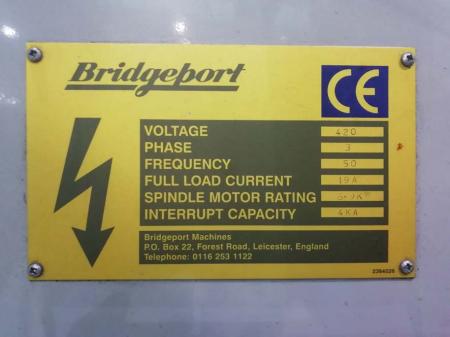 Bridgeport
CE
VOLTAGE 420
PHASE 3
FREQUENCY 50
FULL LOAD CURRENT 19A
SPINDLE MOTOR RATING
INTERRUPT CAPACITY 4KA
Bridgeport Machines
P.O. Box 22, Forest Road, Leicester, England
Telephone: 0116 253 1122
2394026